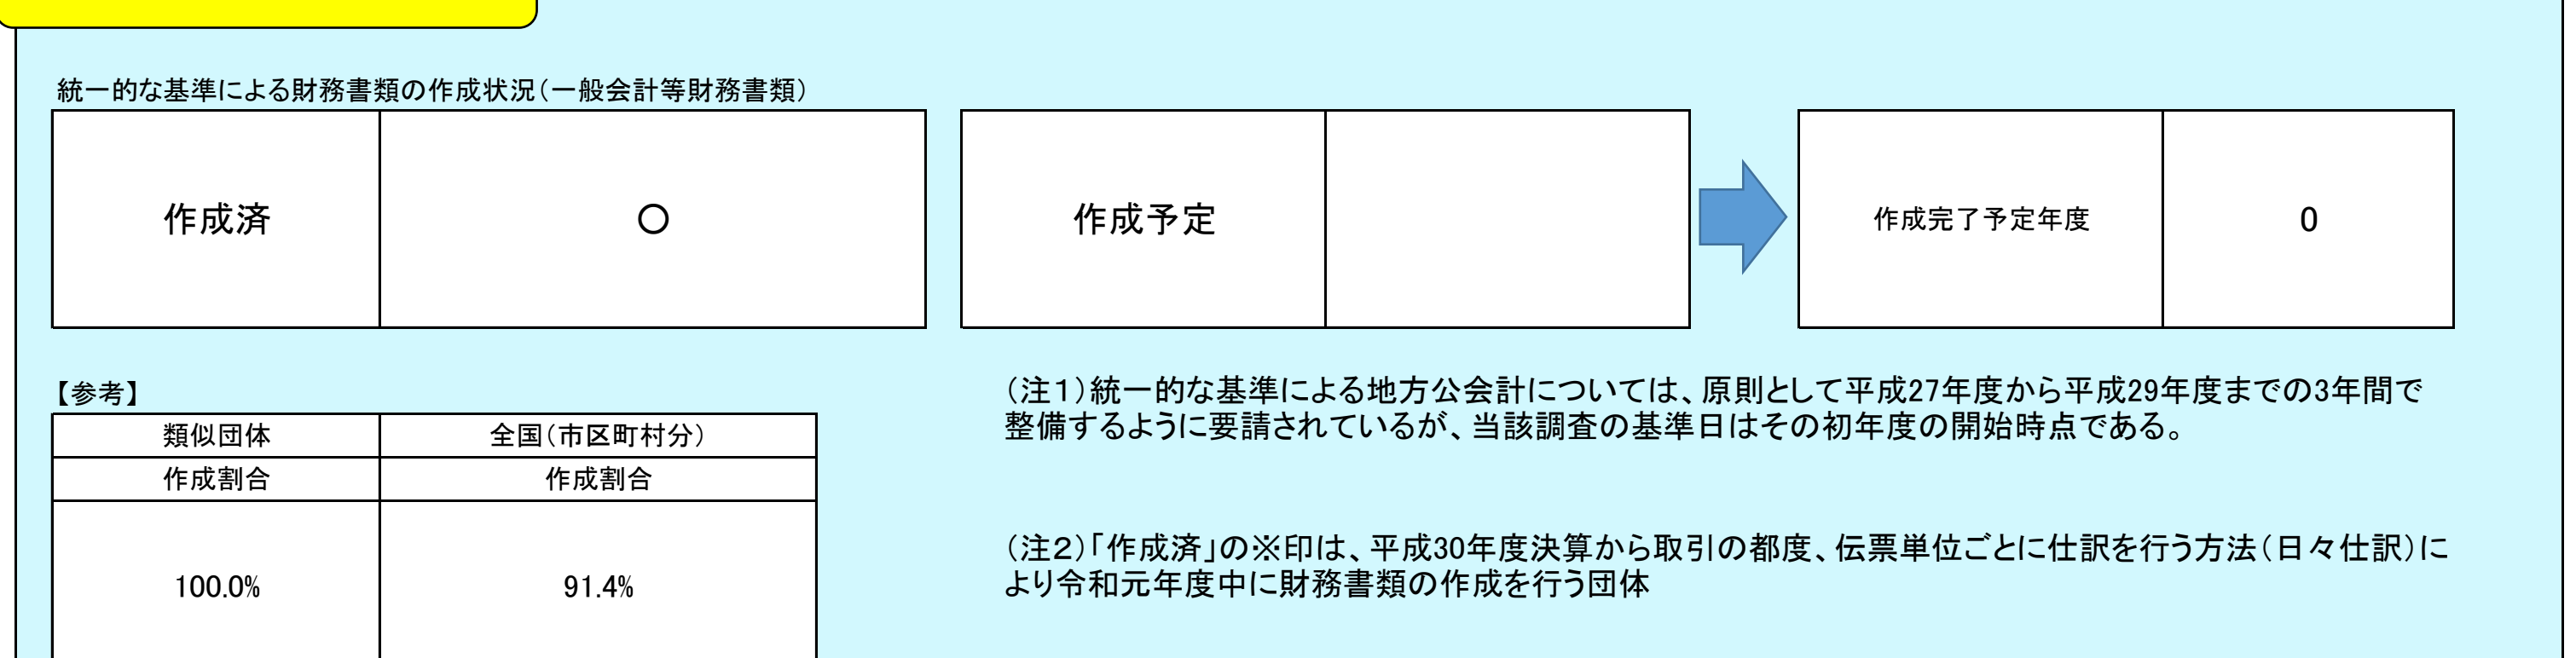 統一的な基準による財務書類の作成状況（一般会計等財務書類）
作成済
〇
作成予定
作成完了予定年度
0
【参考】
類似団体
全国（市区町村分）
作成割合
作成割合
100.0%
91.4%
（注１）統一的な基準による地方公会計については、原則として平成27年度から平成29年度までの3年間で
整備するように要請されているが、当該調査の基準日はその初年度の開始時点である。
（注２）「作成済」の※印は、平成30年度決算から取引の都度、伝票単位ごとに仕訳を行う方法（日々仕訳）に
より令和元年度中に財務書類の作成を行う団体